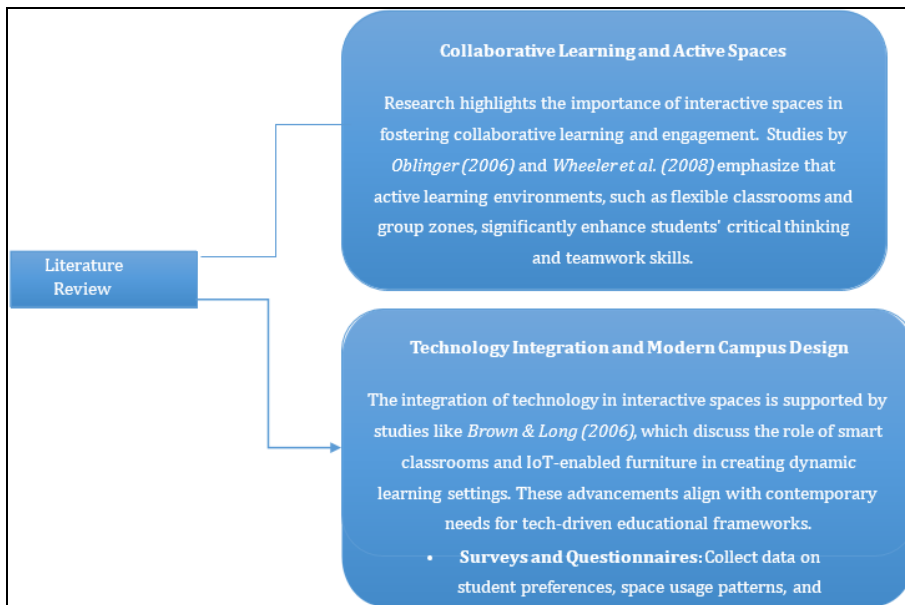 Collaborative Learning and Active Spaces
Research highlights the importance of interactive spaces in
fostering collaborative learning and engagement. Studies by
Oblinger (2006) and Wheeler et al. (2008) emphasize that
active learning environments, such as flexible classrooms and
group zones, significantly enhance students' critical thinking
and teamwork skills.
Literature
Review
Technology Integration and Modern Campus Design
The integration of technology in interactive spaces is supported by
studies like Brown & Long (2006), which discuss the role of smart
classrooms and IoT-enabled furniture in creating dynamic
learning settings. These advancements align with contemporary
needs for tech-driven educational frameworks.
• Surveys and Questionnaires: Collect data on
student preferences, space usage patterns, and